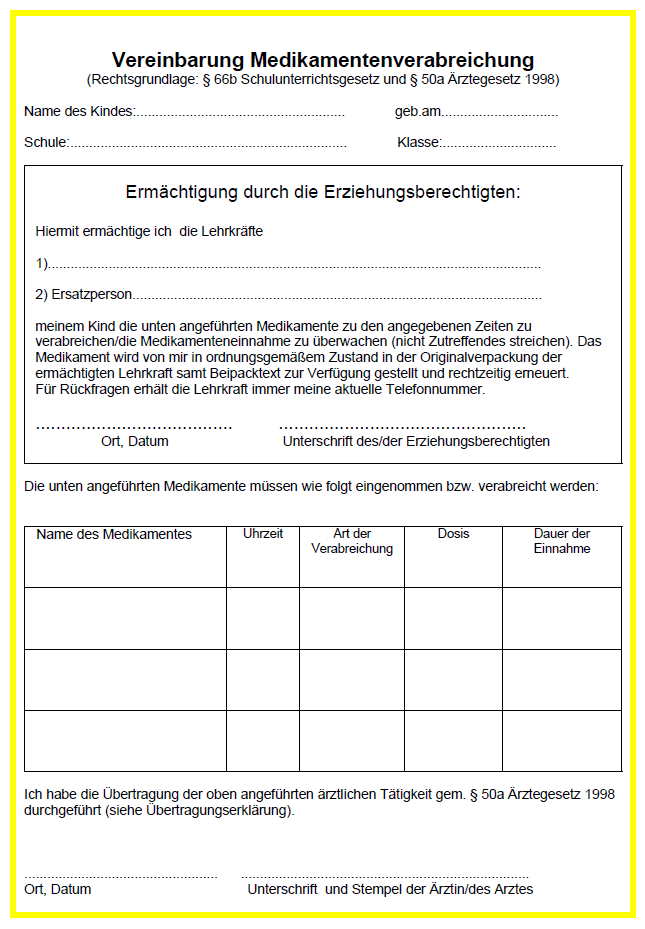 Vereinbarung Medikamentenverabreichung
(Rechtsgrundlage: § 66b Schulunterrichtsgesetz und § 50a Ärztegesetz 1998)
Name des Kindes:....................................................... geb.am...............................
Schule:......................................................................... Klasse:..............................
Ermächtigung durch die Erziehungsberechtigten:
Hiermit ermächtige ich die Lehrkräfte
1).................................................................................................................................
2) Ersatzperson...........................................................................................................
meinem Kind die unten angeführten Medikamente zu den angegebenen Zeiten zu
verabreichen/die Medikamenteneinnahme zu überwachen (nicht Zutreffendes streichen). Das
Medikament wird von mir in ordnungsgemäßem Zustand in der Originalverpackung der
ermächtigten Lehrkraft samt Beipacktext zur Verfügung gestellt und rechtzeitig erneuert.
Für Rückfragen erhält die Lehrkraft immer meine aktuelle Telefonnummer.
....................................... .................................................
Ort, Datum Unterschrift des/der Erziehungsberechtigten
Die unten angeführten Medikamente müssen wie folgt eingenommen bzw. verabreicht werden:
Name des Medikamentes Uhrzeit Art der Dosis Dauer der
Verabreichung Einnahme
Ich habe die Übertragung der oben angeführten ärztlichen Tätigkeit gem. § 50a Ärztegesetz 1998
durchgeführt (siehe Übertragungserklärung).
................................................... ............................................................................
Ort, Datum Unterschrift und Stempel der Ärztin/des Arztes